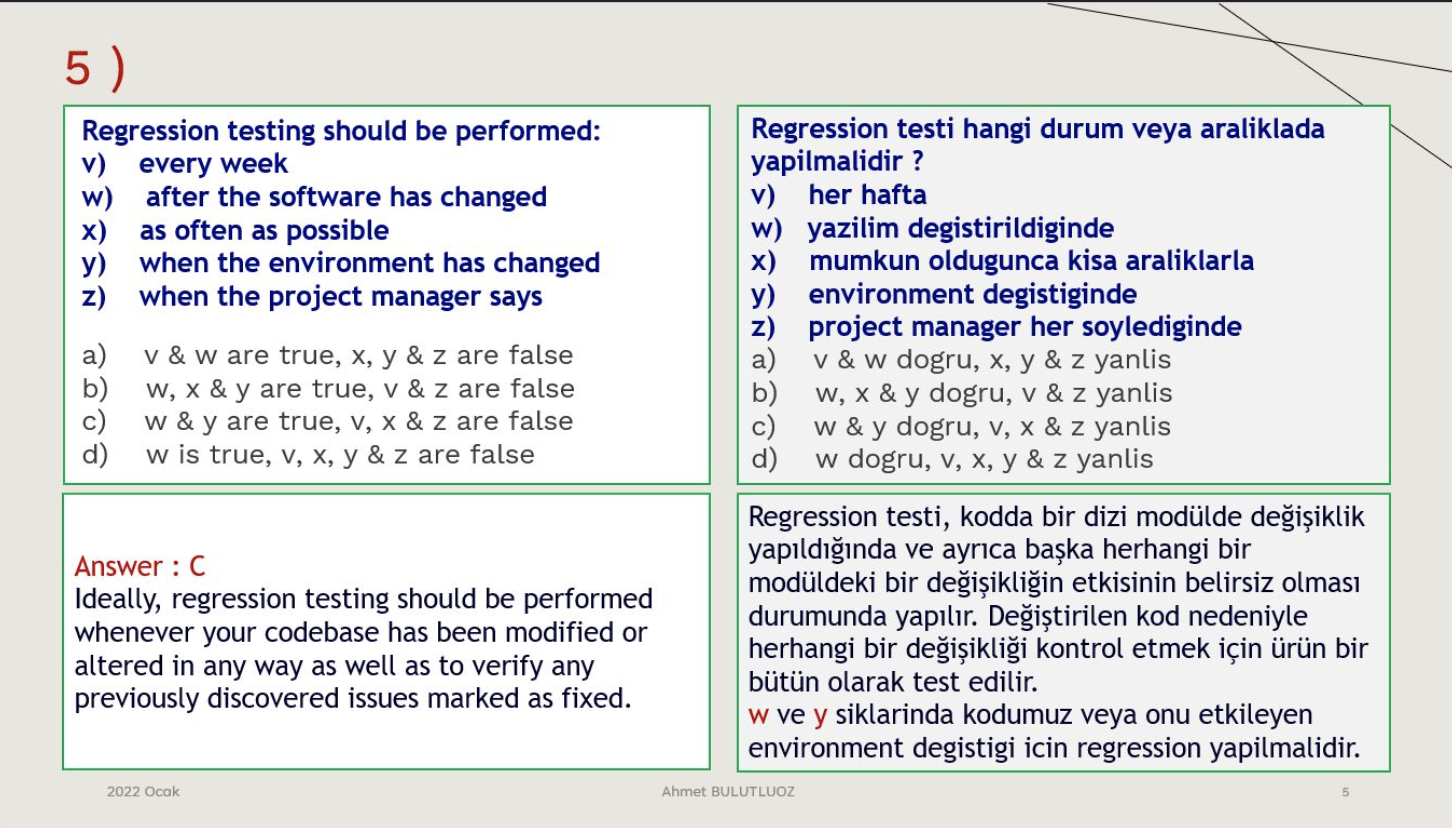 5 )
Regression testing should be performed:
v) every week
w) after the software has changed
x) as often as possible
y) when the environment has changed
z) when the project manager says
a) v & w are true, x, y & z are false
b) w, x & y are true, v & z are false
c) w & y are true, v, x & z are false
d) w is true, v, x, y & z are false
Regression testi hangi durum veya araliklada
yapilmalidir ?
v) her hafta
w) yazilim degistirildiginde
x) mumkun oldugunca kisa araliklarla
y) environment degistiginde
z) project manager her soylediginde
a) v & w dogru, x, y & z yanlis
b) w, x & y dogru, v & z yanlis
c) w & y dogru, v, x & z yanlis
d) w dogru, v, x, y & z yanlis
Answer : C
Ideally, regression testing should be performed
whenever your codebase has been modified or
altered in any way as well as to verify any
previously discovered issues marked as fixed.
Regression testi, kodda bir dizi modülde değişiklik
yapıldığında ve ayrıca başka herhangi bir
modüldeki bir değişikliğin etkisinin belirsiz olması
durumunda yapılır. Değiştirilen kod nedeniyle
herhangi bir değişikliği kontrol etmek için ürün bir
bütün olarak test edilir.
w ve y siklarinda kodumuz veya onu etkileyen
environment degistigi icin regression yapilmalidir.
2022 Ocak
Ahmet BULUTLUOZ
5